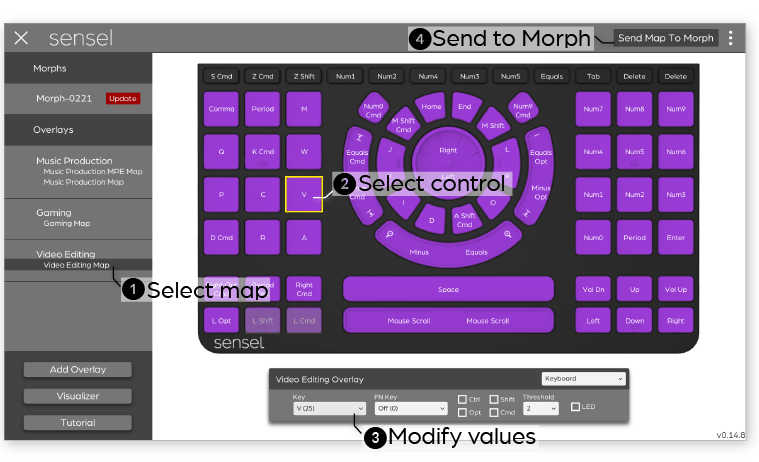 sensel
4 Send to Morph
Send Map To Morph
Morphs
Morph-0221 Update
Overlays
Music Production
Music Production MPE Map
Music Production Map
Gaming
Gaming Map
Video Editing
Video Editing Map
1 Select map
Add Overlay
Visualizer
Tutorial
S Cmd Z Cmd Z Shift Num1 Num2 Num4 Num3 Num5 Equals Tab Delete Delete
Comma Period M
Num0 Cmd
M Shift Cmd
Home
End
M Shift
Num9 Cmd
Num7 Num8 Num9
Q K Cmd W
Equals Cmd
J
Right
L
Equals Opt
Num4 Num5 Num6
P C V
2 Select control
Cmd
I
Left
O
Minus Opt
Num1 Num2 Num3
D Cmd R A
D
A Shift Cmd
Minus Equals
Num0 Period Enter
Right Cmd
Space
Vol Dn Up Vol Up
L Opt L Shift L Cmd
Mouse Scroll Mouse Scroll
Left Down Right
sensel
Video Editing Overlay
Keyboard
Key
FN Key
Ctrl Shift
Threshold
V (25)
Off (0)
Opt Cmd
2
LED
3 Modify values
v0.14.8